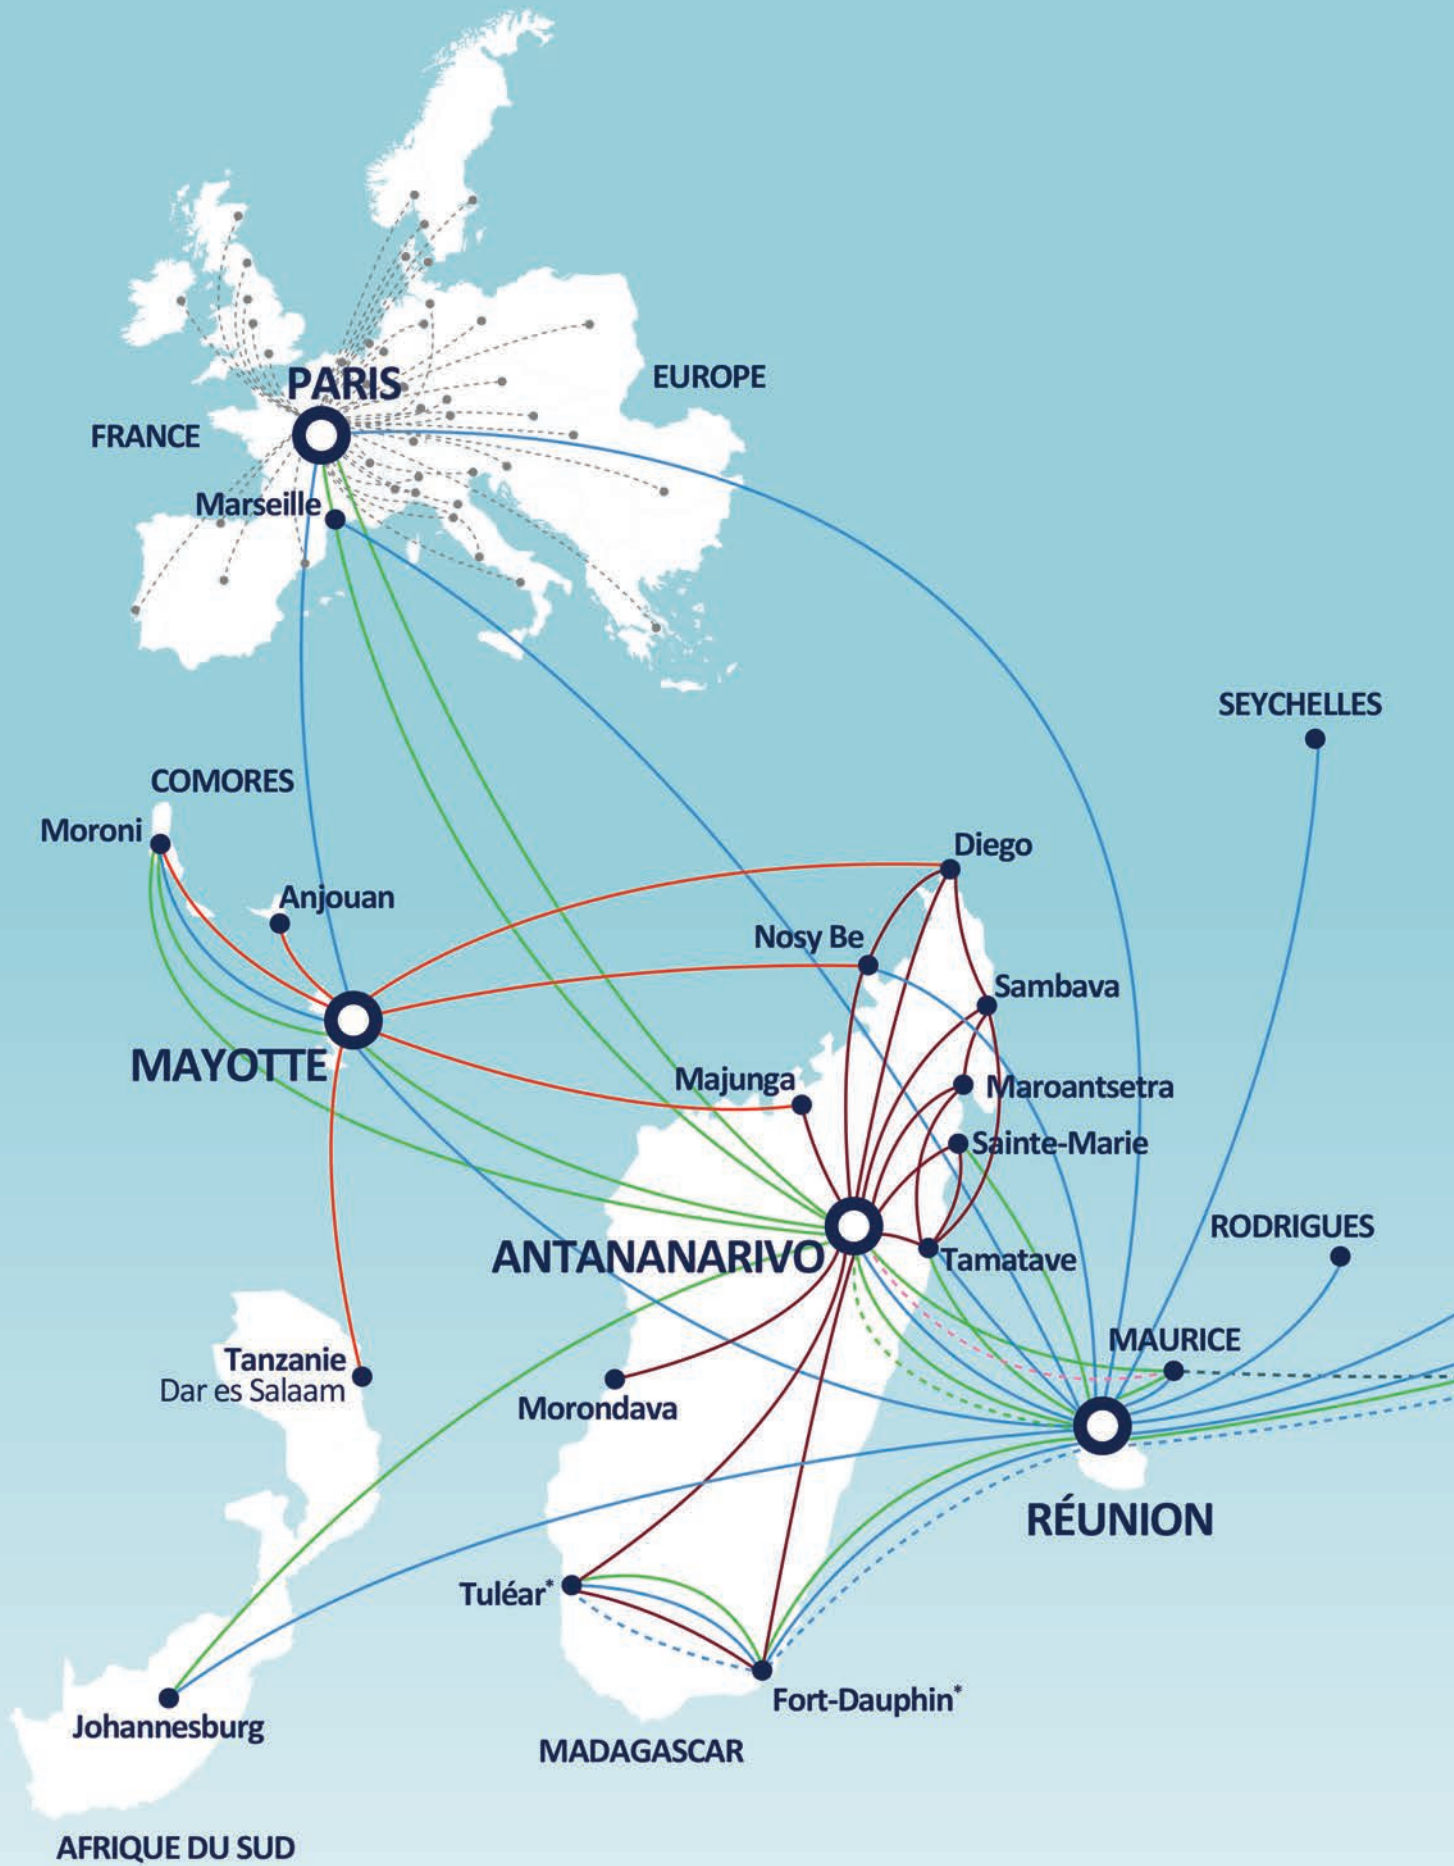 PARIS
EUROPE
FRANCE
Marseille
SEYCHELLES
COMORES
Moroni
Diego
Anjouan
Nosy Be
Sambava
MAYOTTE
Majunga
Maroantsetra
Sainte-Marie
RODRIGUES
ANTANANARIVO
Tamatave
MAURICE
Tanzanie
Dar es Salaam
Morondava
RÉUNION
Tuléar*
Fort-Dauphin*
Johannesburg
MADAGASCAR
AFRIQUE DU SUD